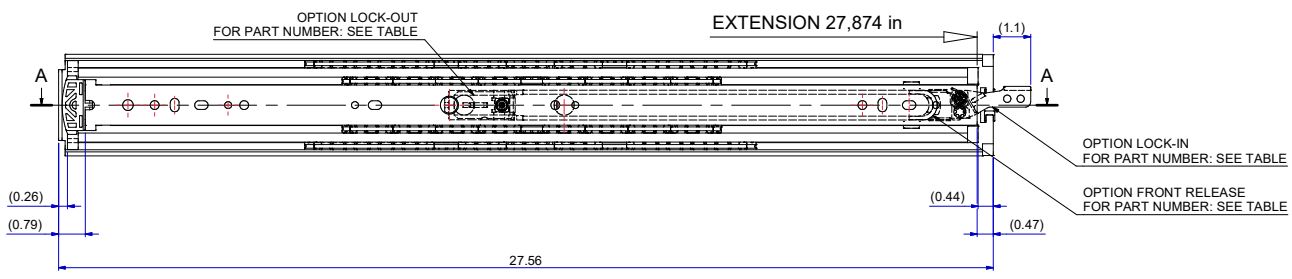 OPTION LOCK-OUT
FOR PART NUMBER: SEE TABLE
EXTENSION 27,874 in
(1.1)
A
A
OPTION LOCK-IN
FOR PART NUMBER: SEE TABLE
OPTION FRONT RELEASE
FOR PART NUMBER: SEE TABLE
(0.26)
(0.44)
(0.79)
(0.47)
27.56